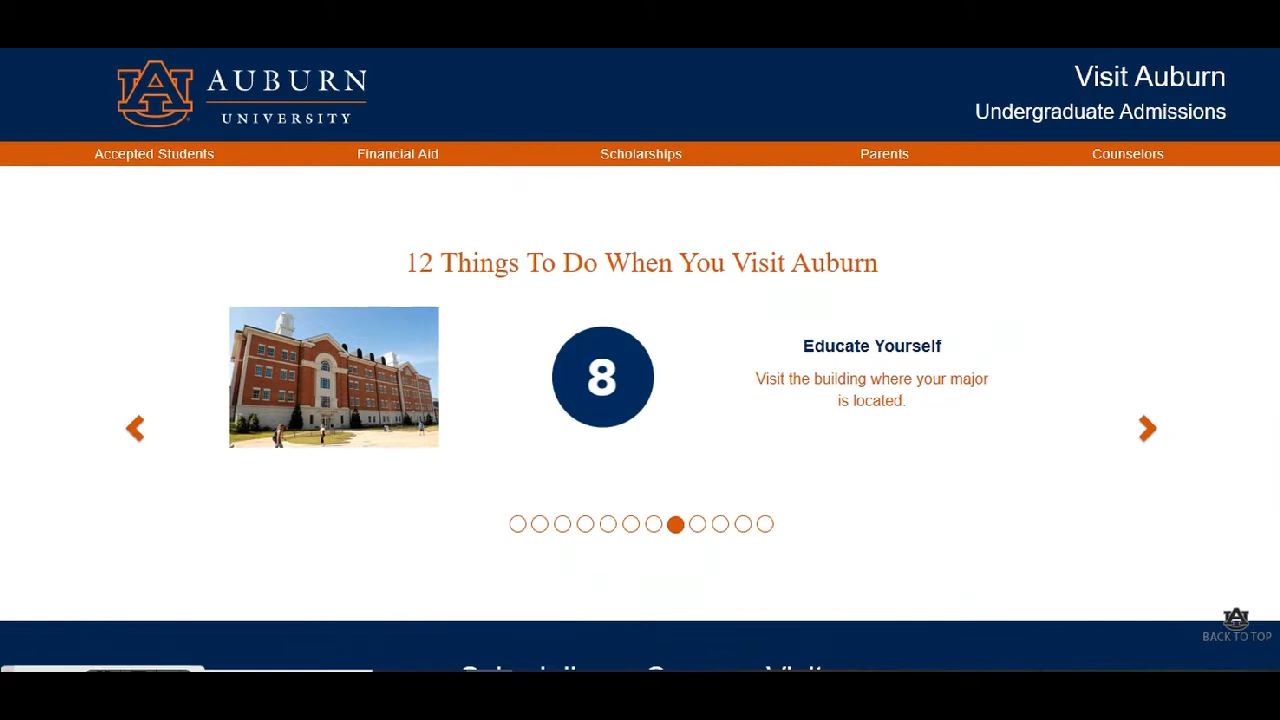 AUBURN
UNIVERSITY
Visit Auburn
Undergraduate Admissions
Accepted Students
Financial Aid
Scholarships
Parents
Counselors
12 Things To Do When You Visit Auburn
8
Educate Yourself
Visit the building where your major
is located.
BACK TO TOP